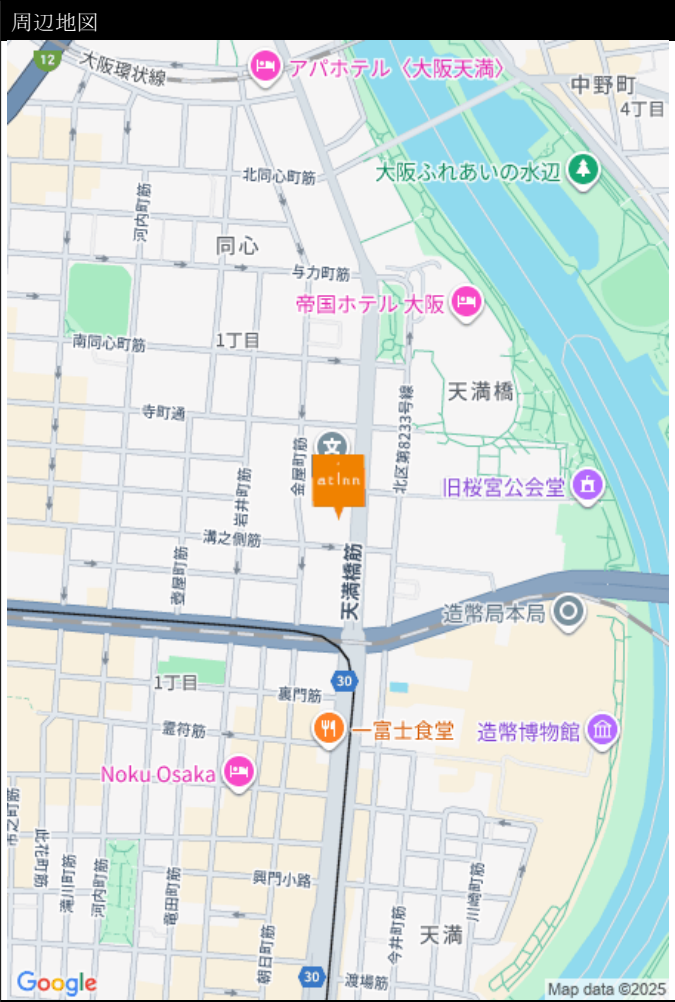 周辺地図
12
大阪環状線
アパホテル〈大阪天満〉
中野町
4丁目
北同心町筋
大阪ふれあいの水辺
河内町筋
同心
与力町筋
帝国ホテル 大阪
南同心町筋
1丁目
天満橋
寺町通
北区第8233号線
文
金屋町筋
at inn
岩井町筋
旧桜宮公会堂
溝之側筋
壺屋町筋
天満橋筋
造幣局本局
1丁目
30
裏門筋
霊符筋
一富士食堂
造幣博物館
Noku Osaka
市之町筋
此花町筋
滝川町筋
河内町筋
竜田町筋
興門小路
川崎町筋
今井町筋
天満
朝日町筋
30
渡場筋
Google
Map data ©2025